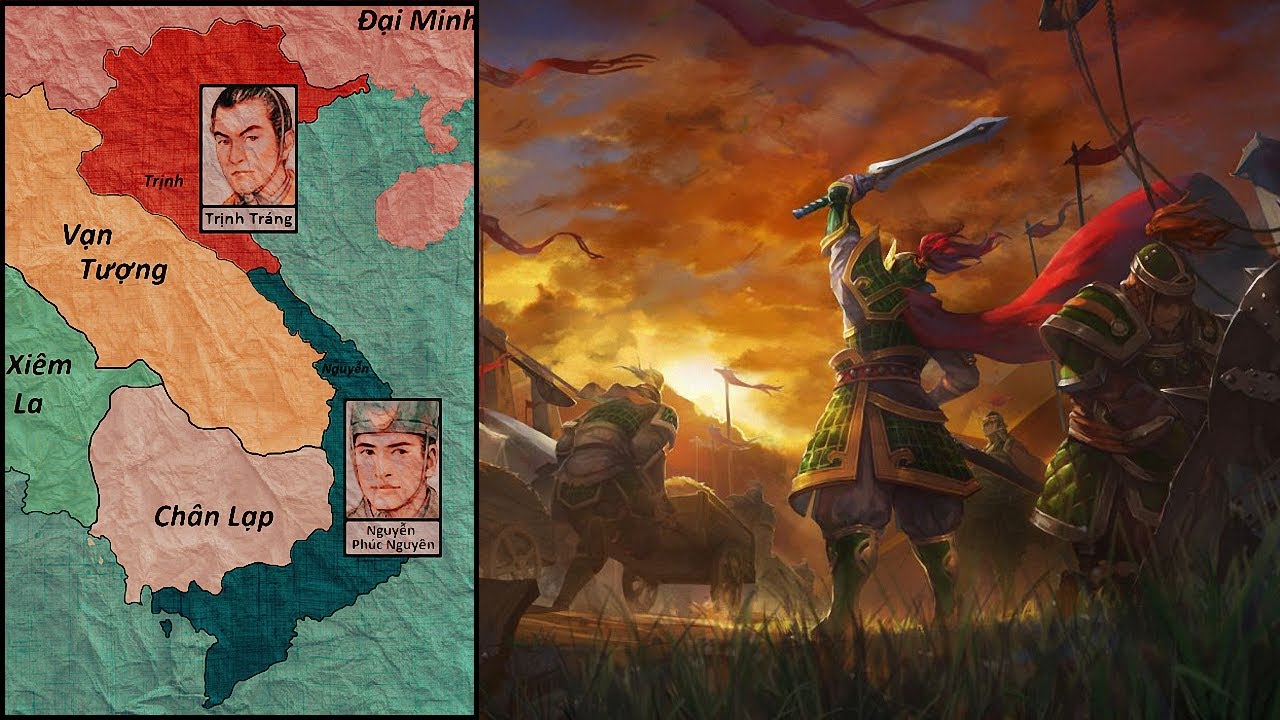 Đại Minh
Trịnh
Trịnh Tráng
Vạn
Tượng
Xiêm
La
Nguyễn
Chân Lạp
Nguyễn
Phúc Nguyên